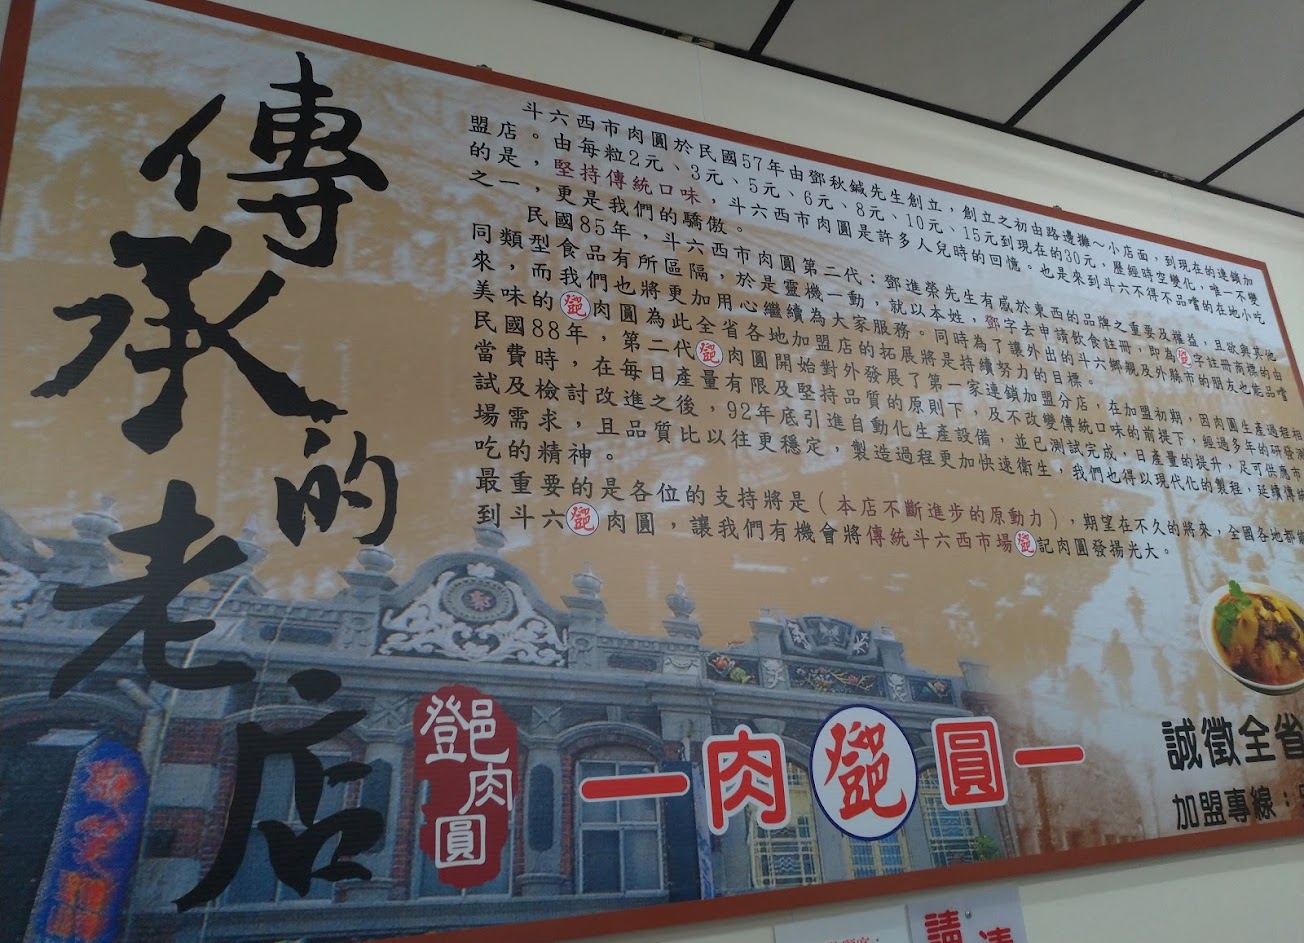 傳承的老店
斗六西市肉圓於民國57年由鄧秋鍼先生創立，創立之初由路邊攤～小店面，到現在的連鎖加
盟店。由每粒2元、3元、5元、6元、8元、10元、15元到現在的30元，歷經時空變化，唯一不變
的是，堅持傳統口味，斗六西市肉圓是許多人兒時的回憶。也是來到斗六不得不品嚐的在地小吃
之一，更是我們的驕傲。
民國85年，斗六西市肉圓第二代：鄧進榮先生有感於東西的品牌之重要及權益，且欲與其他
同類型食品有所區隔，於是靈機一動，就以本姓，鄧字去申請飲食註冊，即為鄧字註冊商標的由
來，而我們也將更加用心繼續為大家服務。同時為了讓外出的斗六鄉親及外縣市的朋友也能品嚐
美味的鄧肉圓為此全省各地加盟店的拓展將是持續努力的目標。
民國88年，第二代鄧肉圓開始對外發展了第一家連鎖加盟分店，在加盟初期，因肉圓生產過程相
當費時，在每日產量有限及堅持品質的原則下，及不改變傳統口味的前提下，經過多年的研發測
試及檢討改進之後，92年底引進自動化生產設備，並已測試完成，日產量的提升，足可供應市
場需求，且品質比以往更穩定，製造過程更加快速衛生，我們也得以現代化的製程，延續傳統
吃的精神。
最重要的是各位的支持將是（本店不斷進步的原動力），期望在不久的將來，全國各地都
到斗六鄧肉圓，讓我們有機會將傳統斗六西市場鄧記肉圓發揚光大。
鄧肉圓
肉鄧圓
誠徵全省
加盟專線：
請